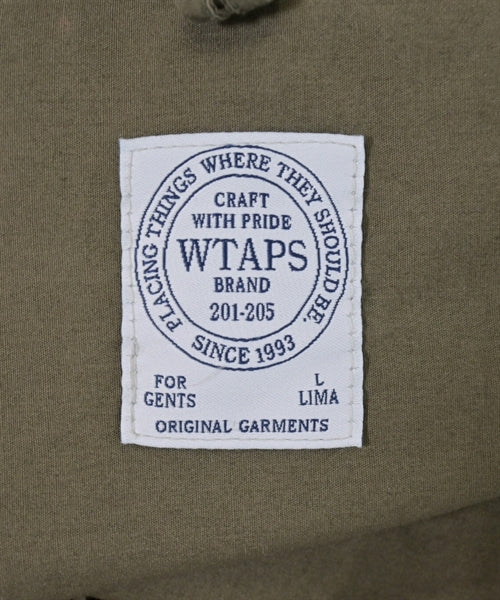 PLACING THINGS WHERE THEY SHOULD BE.
CRAFT
WITH PRIDE
WTAPS
BRAND
201-205
SINCE 1993
FOR
GENTS
L
LIMA
ORIGINAL GARMENTS